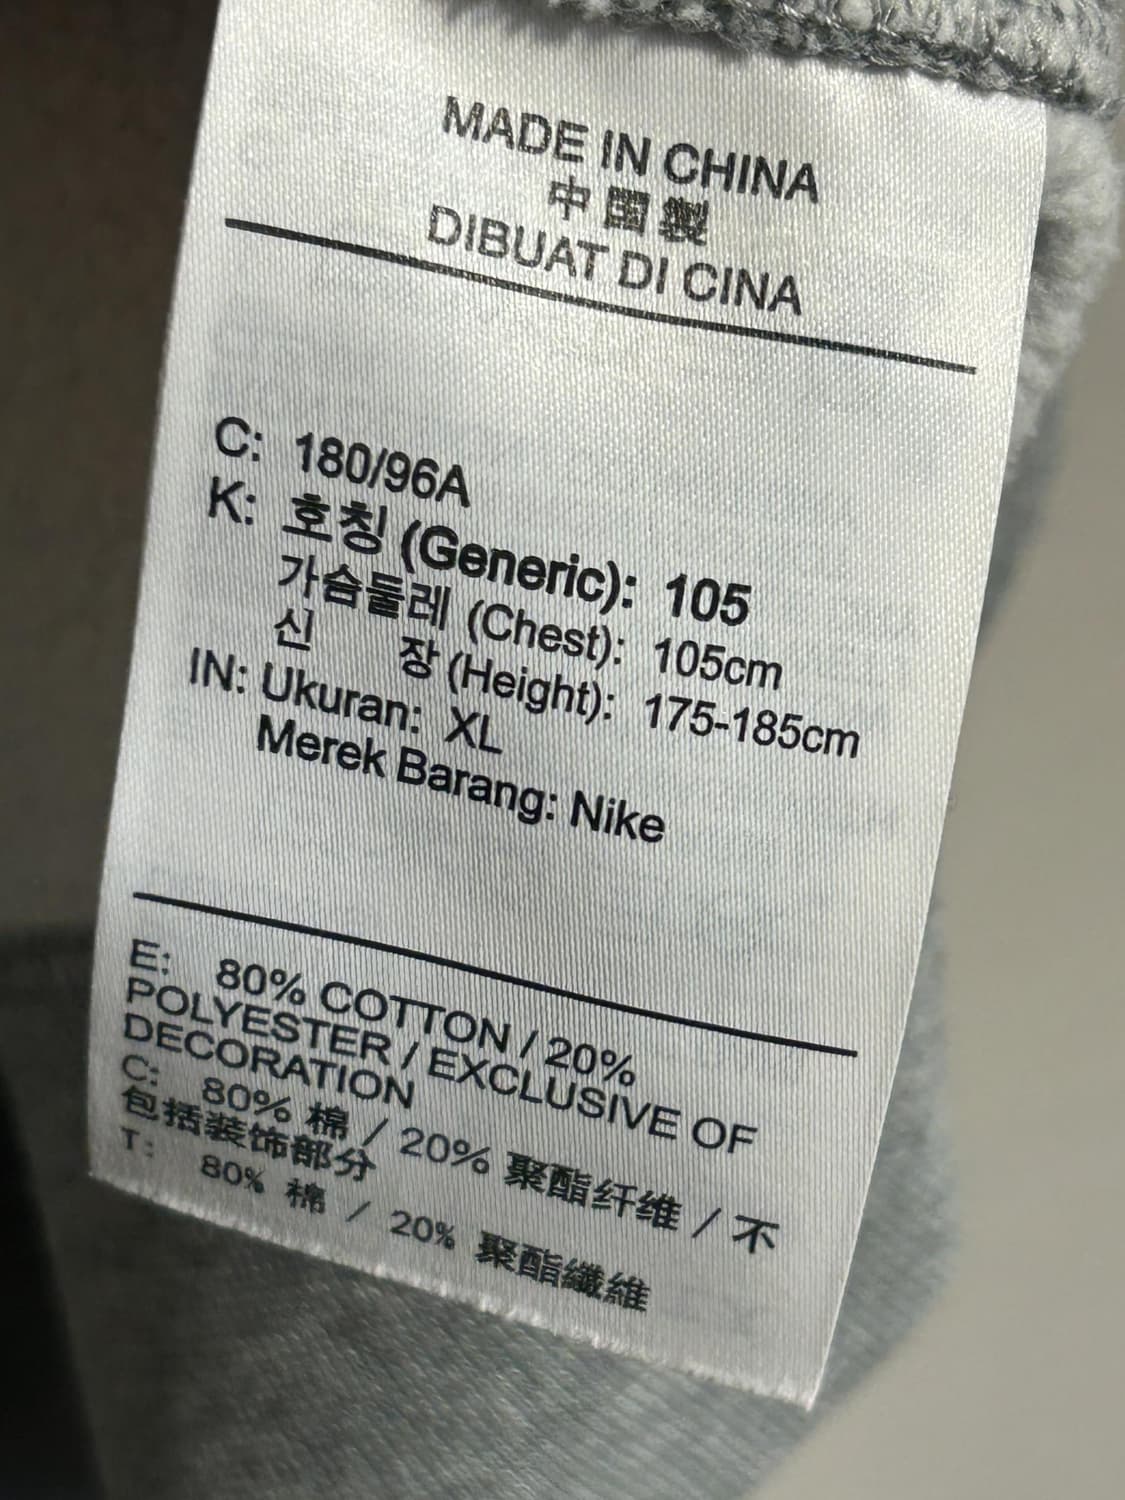 MADE IN CHINA
中国製
DIBUAT DI CINA
C: 180/96A
K: 호칭 (Generic): 105
가슴둘레 (Chest): 105cm
신 장 (Height): 175-185cm
IN: Ukuran: XL
Merek Barang: Nike
E: 80% COTTON / 20%
POLYESTER / EXCLUSIVE OF
DECORATION
C: 80% 棉 / 20% 聚酯纤维 / 不
包括装饰部分
T: 80% 棉 / 20% 聚酯纖維